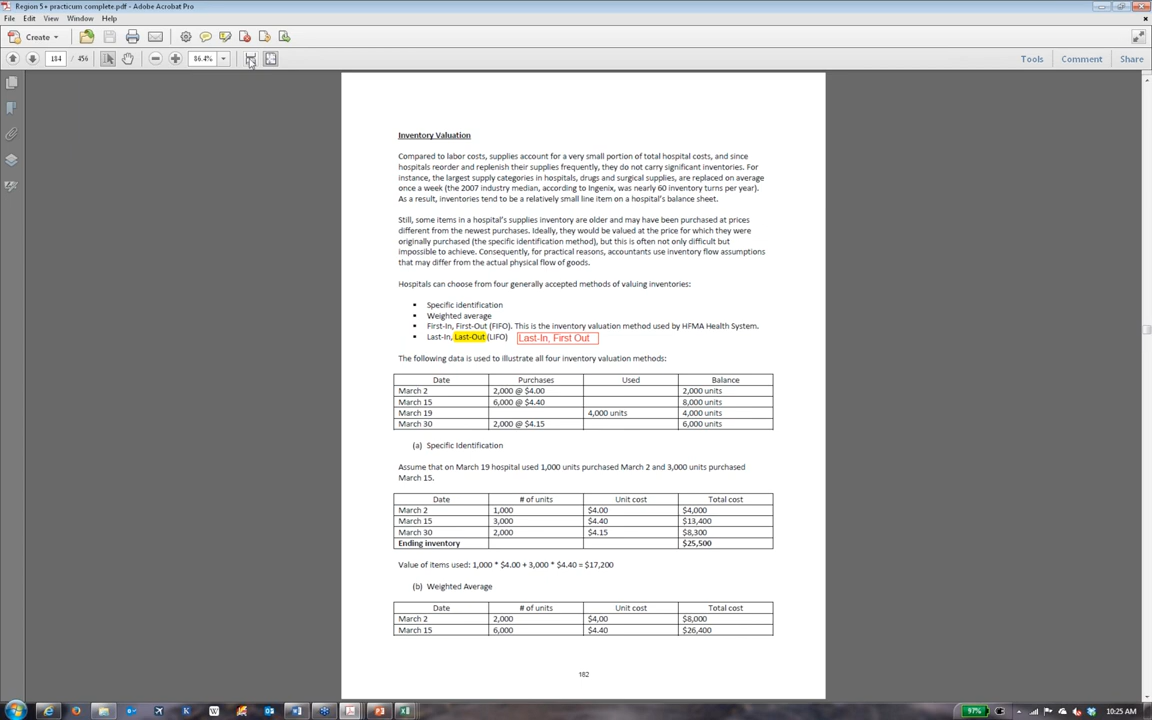 Region 5+ practicum complete.pdf - Adobe Acrobat Pro
File Edit View Window Help
Create
184 / 456 86.4% Tools Comment Share
Inventory Valuation
Compared to labor costs, supplies account for a very small portion of total hospital costs, and since
hospitals reorder and replenish their supplies frequently, they do not carry significant inventories. For
instance, the largest supply categories in hospitals, drugs and surgical supplies, are replaced on average
once a week (the 2007 industry median, according to Ingenix, was nearly 60 inventory turns per year).
As a result, inventories tend to be a relatively small line item on a hospital's balance sheet.
Still, some items in a hospital's supplies inventory are older and may have been purchased at prices
different from the newest purchases. Ideally, they would be valued at the price for which they were
originally purchased (the specific identification method), but this is often not only difficult but
impossible to achieve. Consequently, for practical reasons, accountants use inventory flow assumptions
that may differ from the actual physical flow of goods.
Hospitals can choose from four generally accepted methods of valuing inventories:
• Specific identification
• Weighted average
• First-In, First-Out (FIFO). This is the inventory valuation method used by HFMA Health System.
• Last-In, Last-Out (LIFO) Last-In, First Out
The following data is used to illustrate all four inventory valuation methods:
Date Purchases Used Balance
March 2 2,000 @ $4.00 2,000 units
March 15 6,000 @ $4.40 8,000 units
March 19 4,000 units 4,000 units
March 30 2,000 @ $4.15 6,000 units
(a) Specific Identification
Assume that on March 19 hospital used 1,000 units purchased March 2 and 3,000 units purchased
March 15.
Date # of units Unit cost Total cost
March 2 1,000 $4.00 $4,000
March 15 3,000 $4.40 $13,400
March 30 2,000 $4.15 $8,300
Ending inventory $25,500
Value of items used: 1,000 * $4.00 + 3,000 * $4.40 = $17,200
(b) Weighted Average
Date # of units Unit cost Total cost
March 2 2,000 $4,00 $8,000
March 15 6,000 $4.40 $26,400
182
97% 10:25 AM